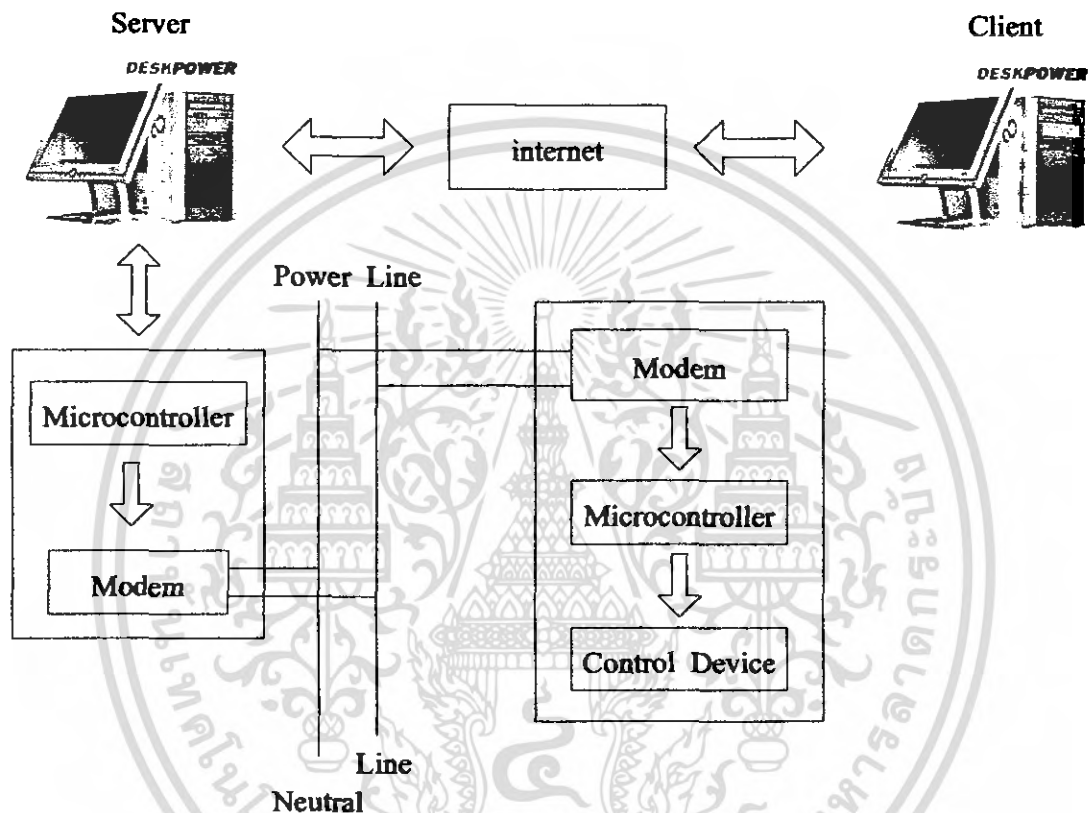 Server
Client
DESKPOWER
DESKPOWER
internet
Power Line
Microcontroller
Modem
Modem
Microcontroller
Control Device
Line
Neutral